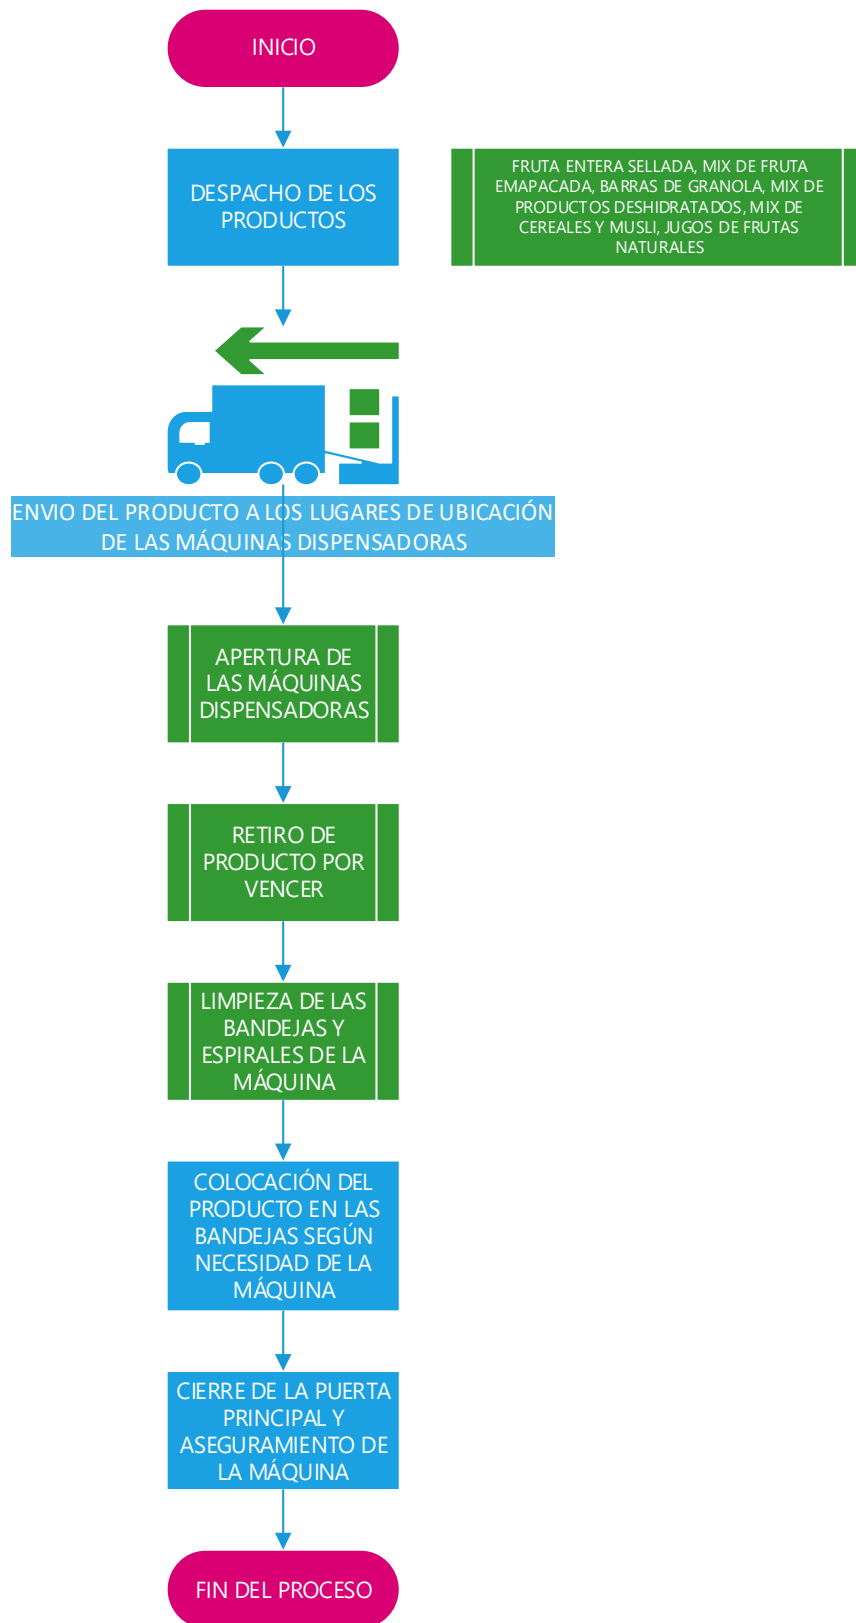 INICIO
DESPACHO DE LOS
PRODUCTOS
FRUTA ENTERA SELLADA, MIX DE FRUTA
EMAPACADA, BARRAS DE GRANOLA, MIX DE
PRODUCTOS DESHIDRATADOS, MIX DE
CEREALES Y MUSLI, JUGOS DE FRUTAS
NATURALES
ENVIO DEL PRODUCTO A LOS LUGARES DE UBICACIÓN
DE LAS MÁQUINAS DISPENSADORAS
APERTURA DE
LAS MÁQUINAS
DISPENSADORAS
RETIRO DE
PRODUCTO POR
VENCER
LIMPIEZA DE LAS
BANDEJAS Y
ESPIRALES DE LA
MÁQUINA
COLOCACIÓN DEL
PRODUCTO EN LAS
BANDEJAS SEGÚN
NECESIDAD DE LA
MÁQUINA
CIERRE DE LA PUERTA
PRINCIPAL Y
ASEGURAMIENTO DE
LA MÁQUINA
FIN DEL PROCESO